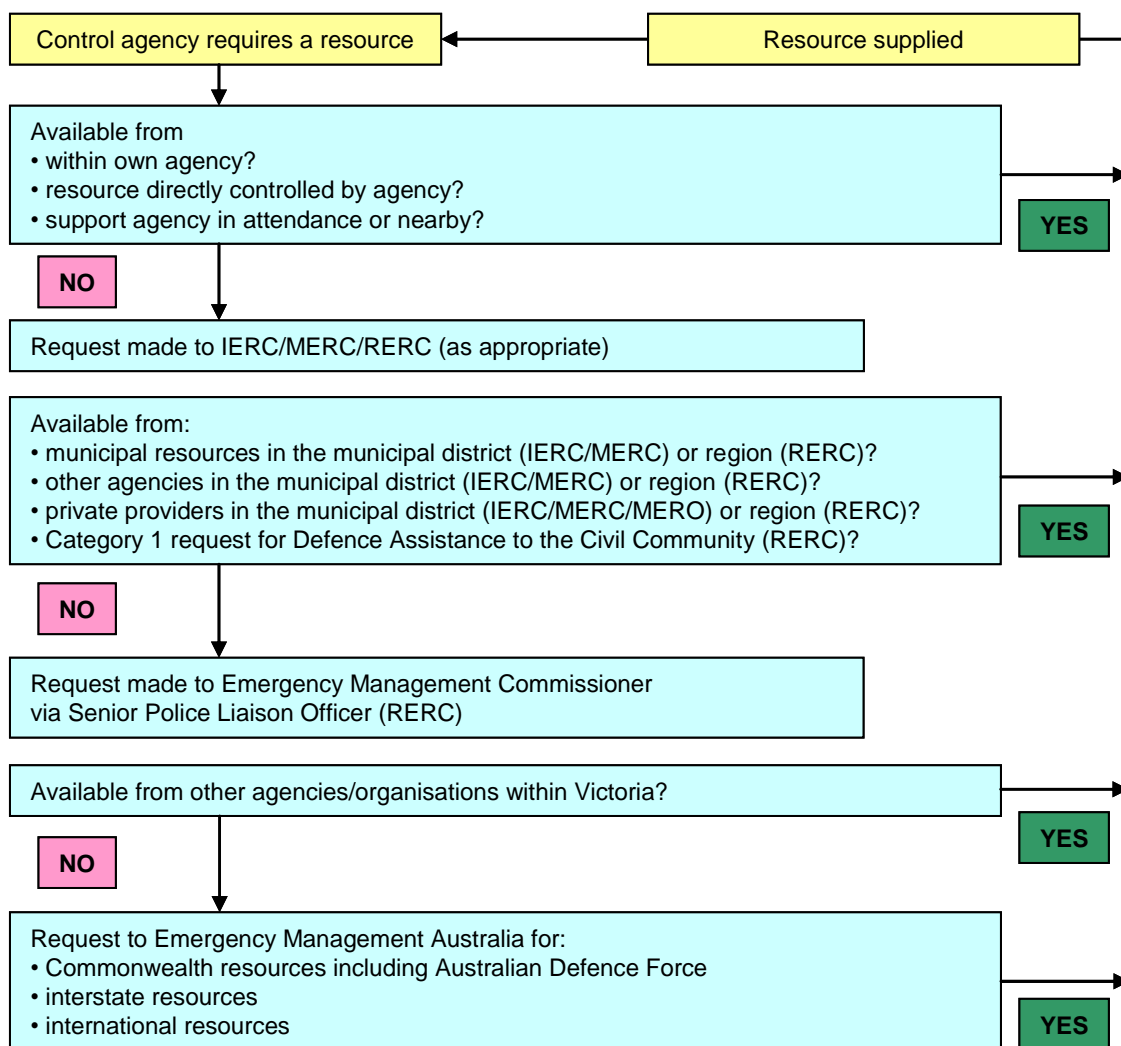 Control agency requires a resource
Resource supplied
Available from
• within own agency?
• resource directly controlled by agency?
• support agency in attendance or nearby?
YES
NO
Request made to IERC/MERC/RERC (as appropriate)
Available from:
• municipal resources in the municipal district (IERC/MERC) or region (RERC)?
• other agencies in the municipal district (IERC/MERC) or region (RERC)?
• private providers in the municipal district (IERC/MERC/MERO) or region (RERC)?
• Category 1 request for Defence Assistance to the Civil Community (RERC)?
YES
NO
Request made to Emergency Management Commissioner
via Senior Police Liaison Officer (RERC)
Available from other agencies/organisations within Victoria?
YES
NO
Request to Emergency Management Australia for:
• Commonwealth resources including Australian Defence Force
• interstate resources
• international resources
YES